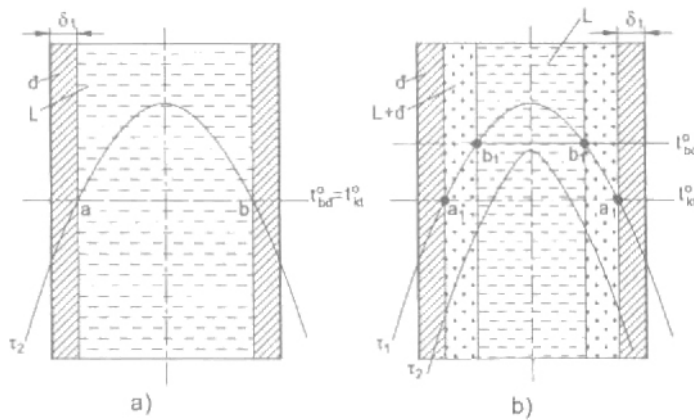 δ₁ L δ₁
đ đ
L L+đ
b₁ b₁ t°bđ
a b t°bđ=t°kt a₁ a₁ t°kt
τ₂ τ₁
τ₂
a) b)